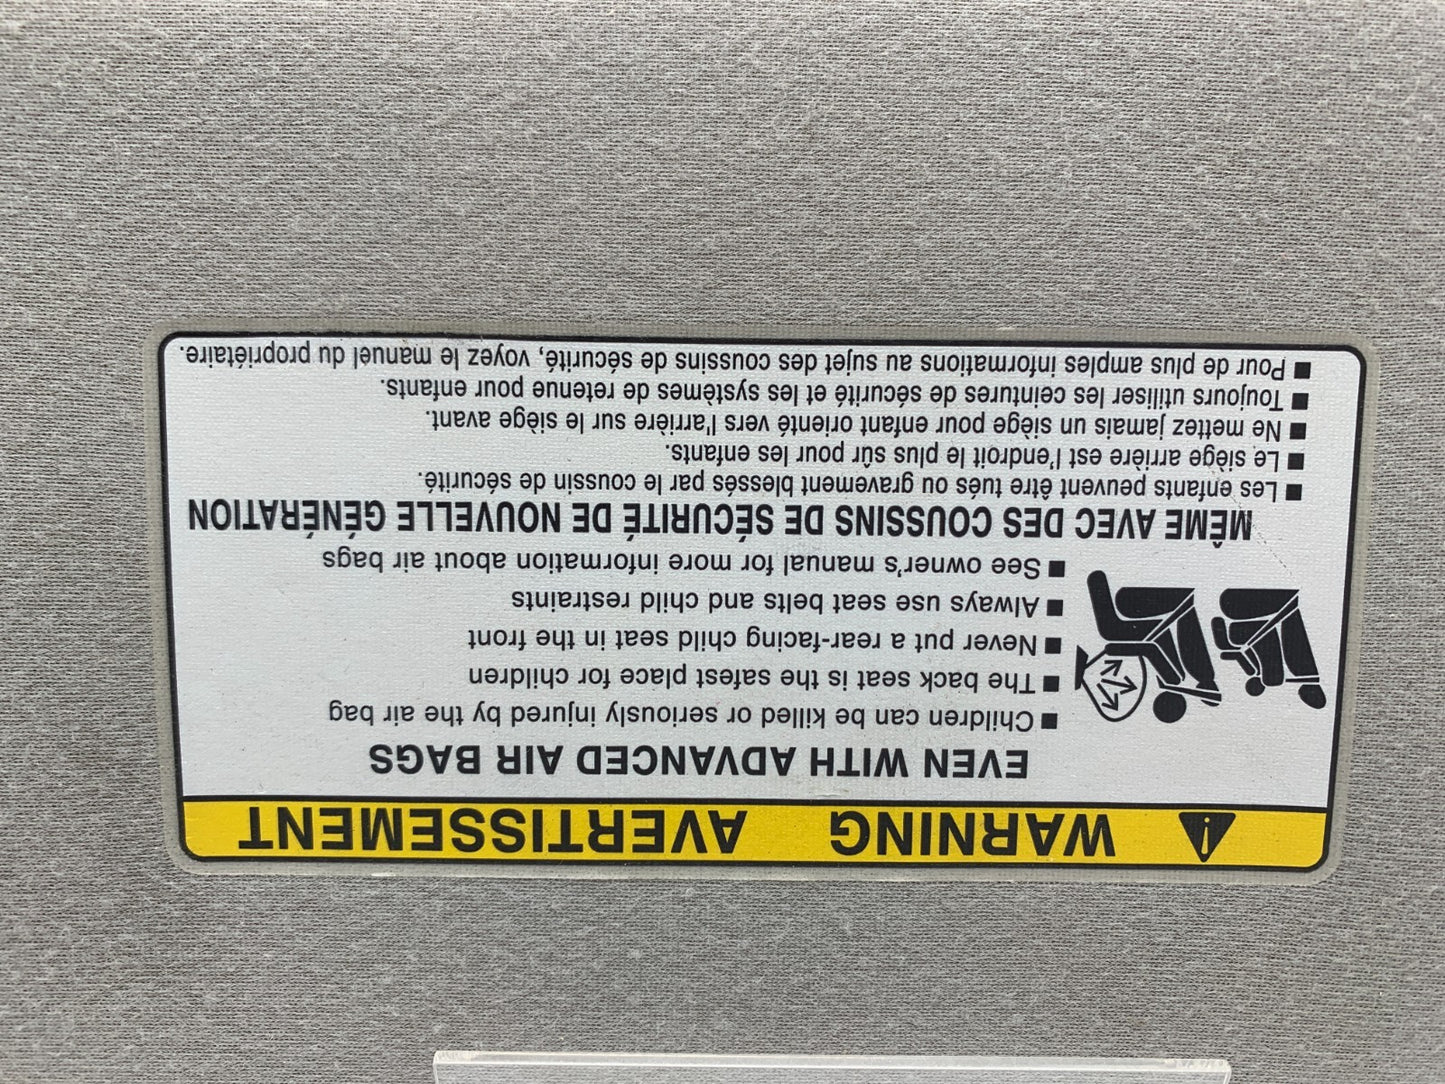 WARNING AVERTISSEMENT
EVEN WITH ADVANCED AIR BAGS
■ Children can be killed or seriously injured by the air bag
■ The back seat is the safest place for children
■ Never put a rear-facing child seat in the front
■ Always use seat belts and child restraints
■ See owner's manual for more information about air bags
MÊME AVEC DES COUSSINS DE SÉCURITÉ DE NOUVELLE GÉNÉRATION
■ Les enfants peuvent être tués ou gravement blessés par le coussin de sécurité.
■ Le siège arrière est l'endroit le plus sûr pour les enfants.
■ Ne mettez jamais un siège pour enfant orienté vers l'arrière sur le siège avant.
■ Toujours utiliser les ceintures de sécurité et les systèmes de retenue pour enfants.
■ Pour de plus amples informations au sujet des coussins de sécurité, voyez le manuel du propriétaire.